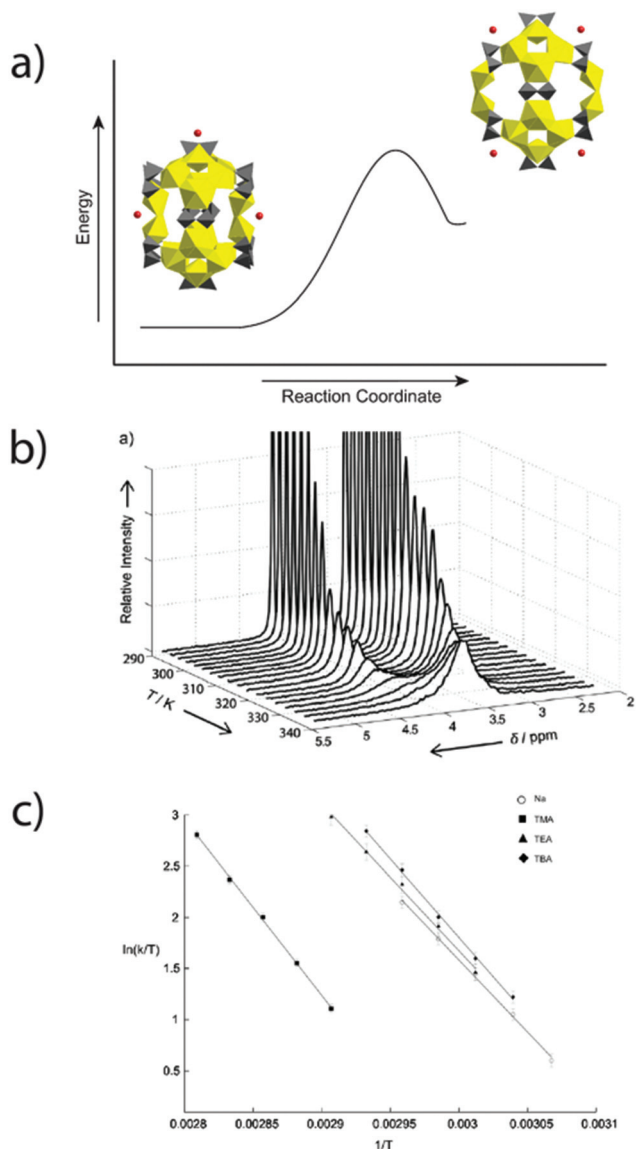 a)
Energy
Reaction Coordinate
b)
a)
Relative Intensity
290
300
310
320
330
340
T / K
5.5
5
4.5
4
3.5
3
2.5
2
δ / ppm
c)
3
2.5
2
1.5
1
0.5
ln(k/T)
Na
TMA
TEA
TBA
0.0028
0.00285
0.0029
0.00295
0.003
0.00305
0.0031
1/T